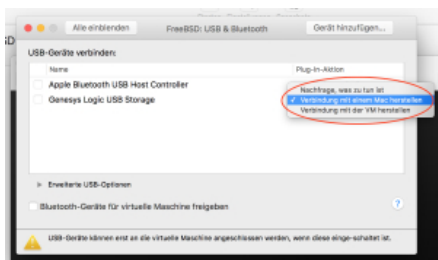 Alle einblenden
FreeBSD: USB & Bluetooth
Gerät hinzufügen...
SD
USB-Geräte verbinden:
Name
Plug-In-Aktion
Apple Bluetooth USB Host Controller
Genesys Logic USB Storage
Nachfrage, was zu tun ist
✓ Verbindung mit einem Mac herstellen
Verbindung mit der VM herstellen
Erweiterte USB-Optionen
Bluetooth-Geräte für virtuelle Maschine freigeben
?
USB-Geräte können erst an die virtuelle Maschine angeschlossen werden, wenn diese einge-schaltet ist.